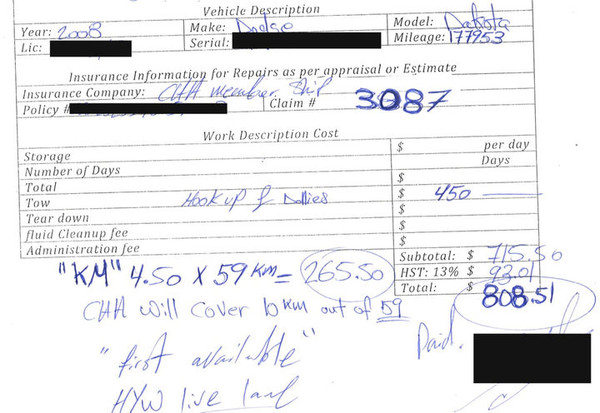 Vehicle Description
Year: 2008 Make: Dodge Model: Dakota
Lic: Serial: Mileage: 177953
Insurance Information for Repairs as per appraisal or Estimate
Insurance Company: CAA member Ship
Policy # Claim # 3087
Work Description Cost
Storage $ per day
Number of Days Days
Total $
Tow Hook up & Dollies $ 450
Tear down $
fluid Cleanup fee $
Administration fee $
Subtotal: $ 715.50
HST: 13% $ 93.01
Total: $ 808.51
"KM" 4.50 x 59 Km = 265.50
CAA will cover 10 km out of 59
"first available"
Paid.
HYW live